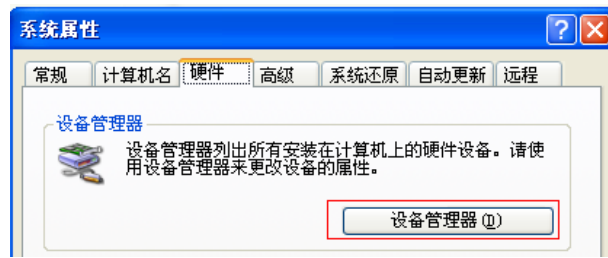 系统属性
常规 计算机名 硬件 高级 系统还原 自动更新 远程
设备管理器
设备管理器列出所有安装在计算机上的硬件设备。请使
用设备管理器来更改设备的属性。
设备管理器(D)